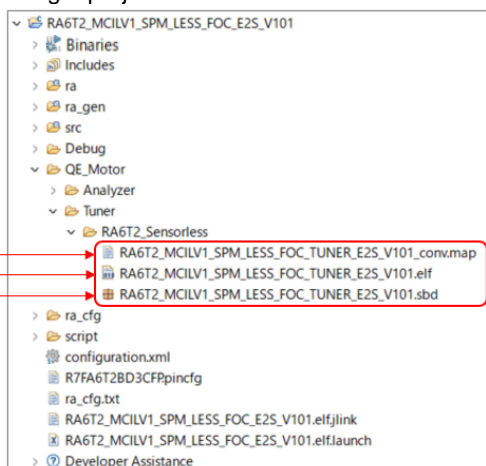 RA6T2_MCILV1_SPM_LESS_FOC_E2S_V101
Binaries
Includes
ra
ra_gen
src
Debug
QE_Motor
Analyzer
Tuner
RA6T2_Sensorless
RA6T2_MCILV1_SPM_LESS_FOC_TUNER_E2S_V101_conv.map
RA6T2_MCILV1_SPM_LESS_FOC_TUNER_E2S_V101.elf
RA6T2_MCILV1_SPM_LESS_FOC_TUNER_E2S_V101.sbd
ra_cfg
script
configuration.xml
R7FA6T2BD3CFP.pincfg
ra_cfg.txt
RA6T2_MCILV1_SPM_LESS_FOC_E2S_V101.elf.jlink
RA6T2_MCILV1_SPM_LESS_FOC_E2S_V101.elf.launch
Developer Assistance